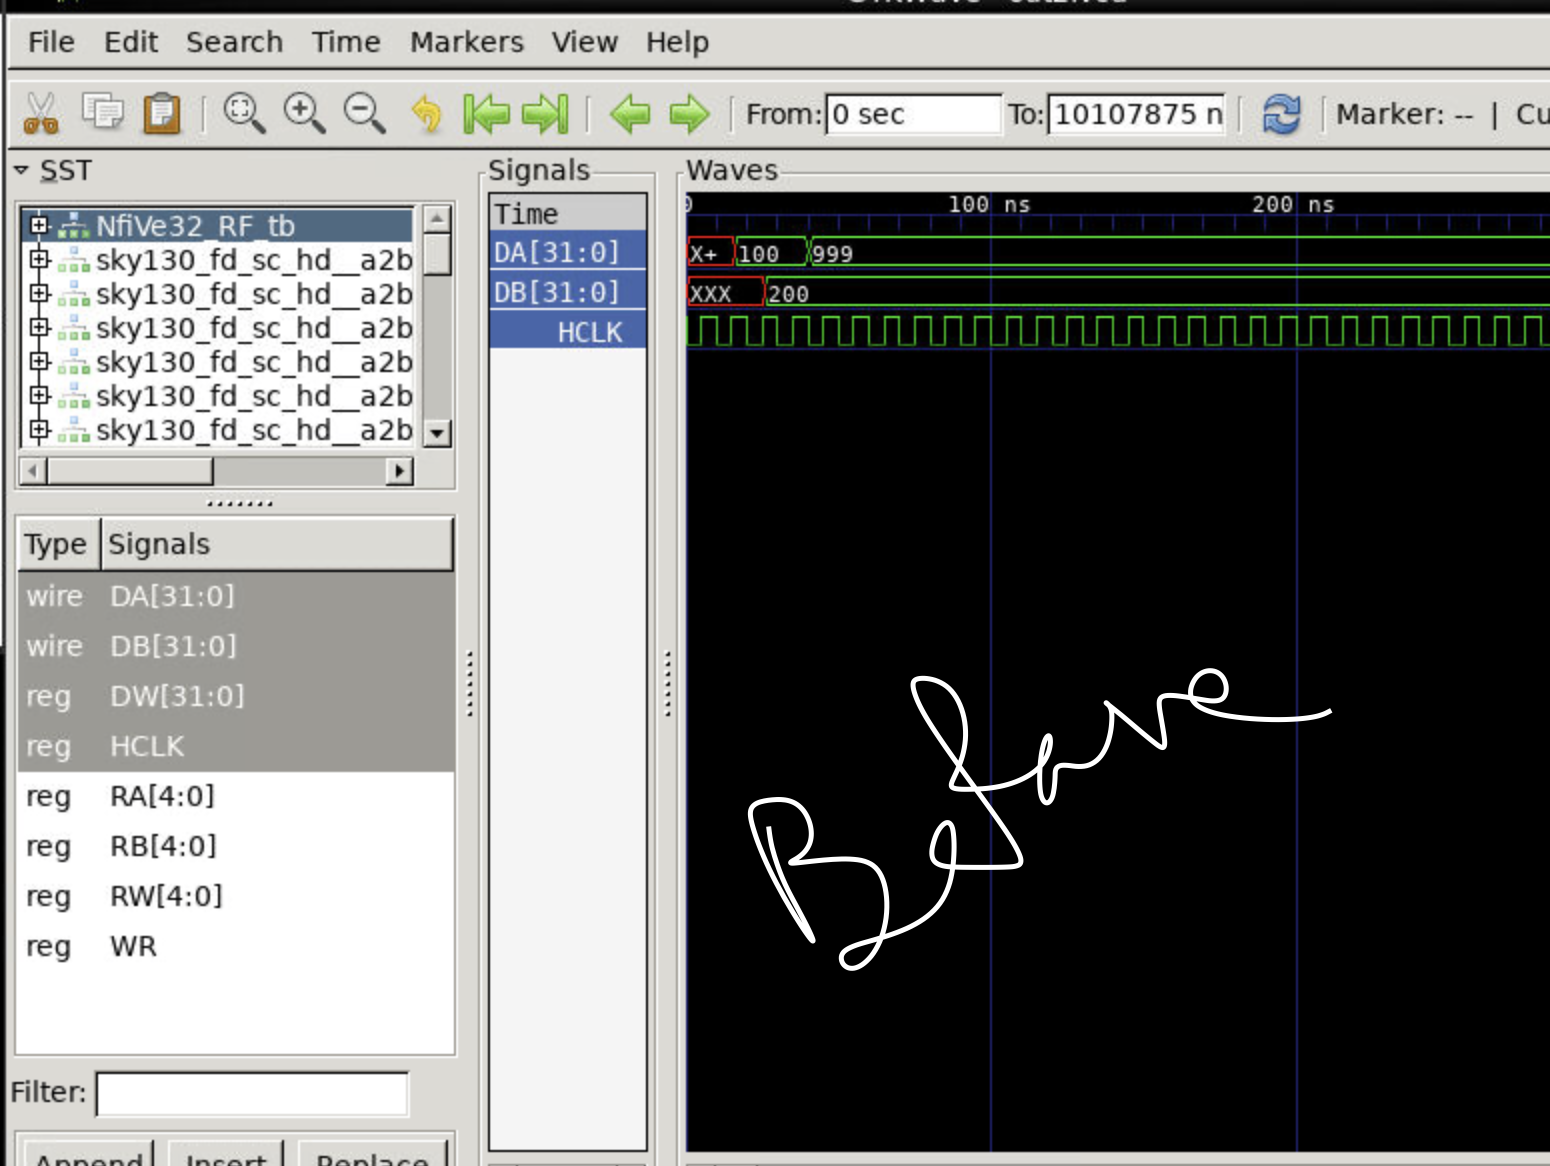 File Edit Search Time Markers View Help
From: 0 sec To: 10107875 n Marker: -- | Cu
SST
NfiVe32_RF_tb
sky130_fd_sc_hd__a2b
sky130_fd_sc_hd__a2b
sky130_fd_sc_hd__a2b
sky130_fd_sc_hd__a2b
sky130_fd_sc_hd__a2b
sky130_fd_sc_hd__a2b
Type Signals
wire DA[31:0]
wire DB[31:0]
reg DW[31:0]
reg HCLK
reg RA[4:0]
reg RB[4:0]
reg RW[4:0]
reg WR
Filter:
Append Insert Replace
Signals
Time
DA[31:0]
DB[31:0]
HCLK
Waves
0 100 ns 200 ns
X+ 100 999
XXX 200
Before